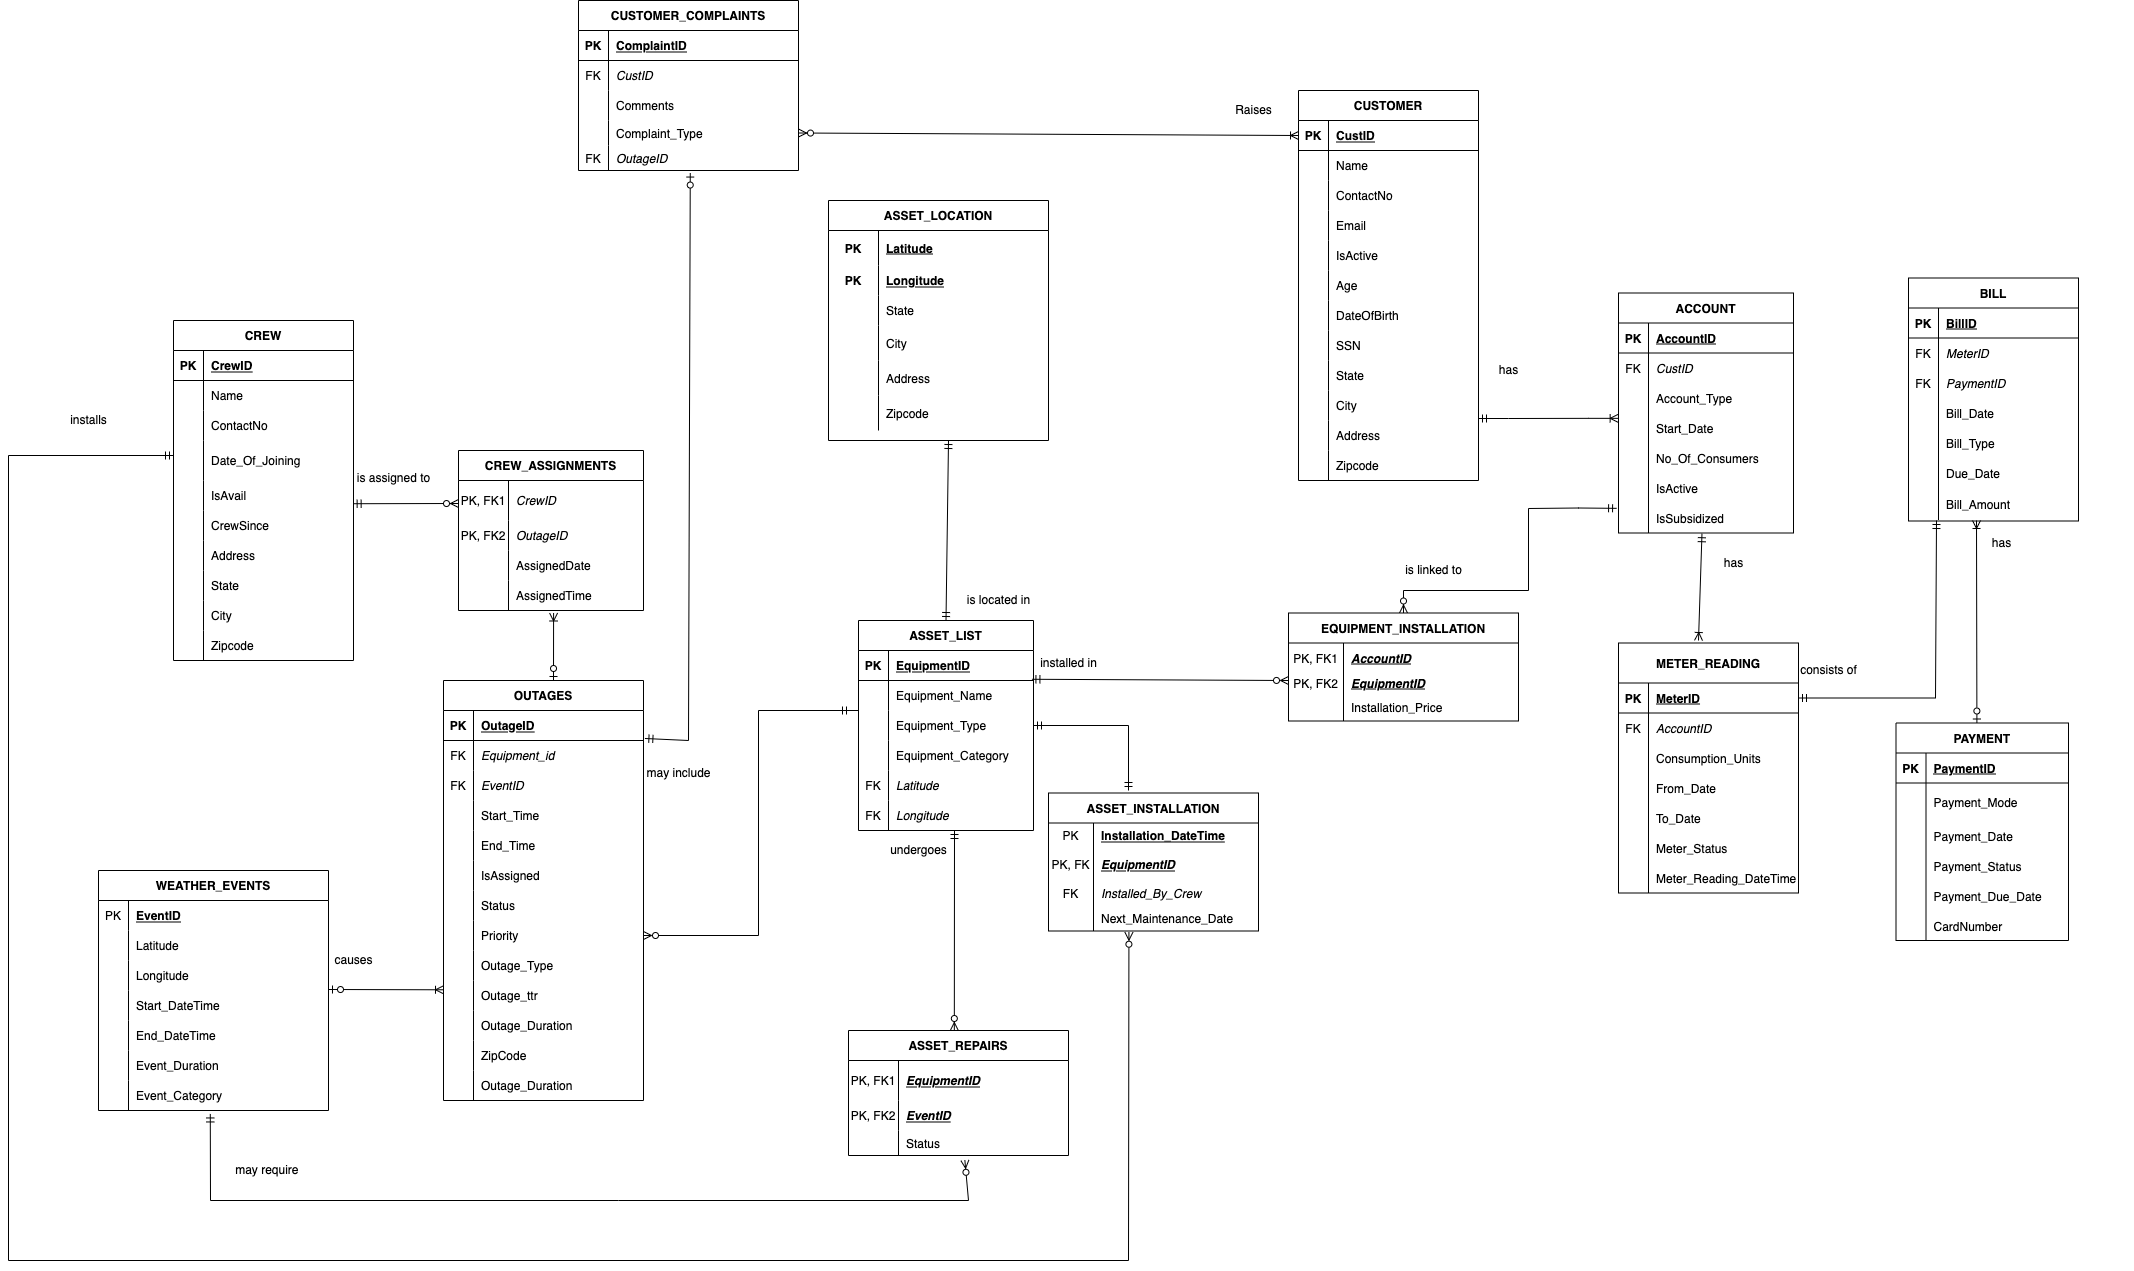 CUSTOMER_COMPLAINTS
PK ComplaintID
FK CustID
Comments
Complaint_Type
FK OutageID
Raises
CUSTOMER
PK CustID
Name
ContactNo
Email
IsActive
Age
DateOfBirth
SSN
State
City
Address
Zipcode
has
ASSET_LOCATION
PK Latitude
PK Longitude
State
City
Address
Zipcode
is located in
ACCOUNT
PK AccountID
FK CustID
Account_Type
Start_Date
No_Of_Consumers
IsActive
IsSubsidized
has
BILL
PK BillID
FK MeterID
FK PaymentID
Bill_Date
Bill_Type
Due_Date
Bill_Amount
has
installs
CREW
PK CrewID
Name
ContactNo
Date_Of_Joining
IsAvail
CrewSince
Address
State
City
Zipcode
is assigned to
CREW_ASSIGNMENTS
PK, FK1 CrewID
PK, FK2 OutageID
AssignedDate
AssignedTime
is linked to
ASSET_LIST
PK EquipmentID
Equipment_Name
Equipment_Type
Equipment_Category
FK Latitude
FK Longitude
installed in
undergoes
EQUIPMENT_INSTALLATION
PK, FK1 AccountID
PK, FK2 EquipmentID
Installation_Price
METER_READING
PK MeterID
FK AccountID
Consumption_Units
From_Date
To_Date
Meter_Status
Meter_Reading_DateTime
consists of
PAYMENT
PK PaymentID
Payment_Mode
Payment_Date
Payment_Status
Payment_Due_Date
CardNumber
OUTAGES
PK OutageID
FK Equipment_id
FK EventID
Start_Time
End_Time
IsAssigned
Status
Priority
Outage_Type
Outage_ttr
Outage_Duration
ZipCode
Outage_Duration
may include
ASSET_INSTALLATION
PK Installation_DateTime
PK, FK EquipmentID
FK Installed_By_Crew
Next_Maintenance_Date
WEATHER_EVENTS
PK EventID
Latitude
Longitude
Start_DateTime
End_DateTime
Event_Duration
Event_Category
causes
ASSET_REPAIRS
PK, FK1 EquipmentID
PK, FK2 EventID
Status
may require